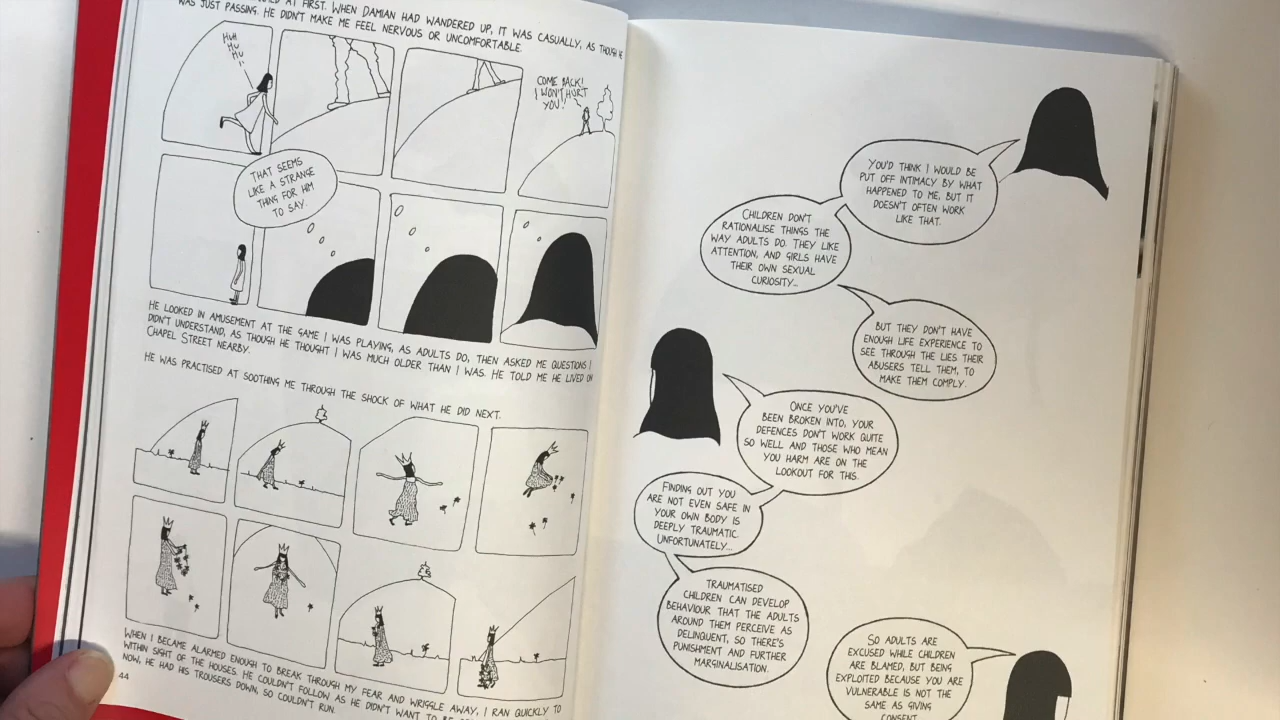 AT FIRST. WHEN DAMIAN HAD WANDERED UP, IT WAS CASUALLY, AS THOUGH HE
WAS JUST PASSING. HE DIDN'T MAKE ME FEEL NERVOUS OR UNCOMFORTABLE.
HUH
HU
HU
COME BACK!
I WON'T HURT
YOU!
THAT SEEMS
LIKE A STRANGE
THING FOR HIM
TO SAY.
HE LOOKED IN AMUSEMENT AT THE GAME I WAS PLAYING, AS ADULTS DO, THEN ASKED ME QUESTIONS I
DIDN'T UNDERSTAND, AS THOUGH HE THOUGHT I WAS MUCH OLDER THAN I WAS. HE TOLD ME HE LIVED ON
CHAPEL STREET NEARBY.
HE WAS PRACTISED AT SOOTHING ME THROUGH THE SHOCK OF WHAT HE DID NEXT.
WHEN I BECAME ALARMED ENOUGH TO BREAK THROUGH MY FEAR AND WRIGGLE AWAY, I RAN QUICKLY TO
WITHIN SIGHT OF THE HOUSES. HE COULDN'T FOLLOW AS HE DIDN'T WANT TO BE
NOW, HE HAD HIS TROUSERS DOWN, SO COULDN'T RUN.
44
YOU'D THINK I WOULD BE
PUT OFF INTIMACY BY WHAT
HAPPENED TO ME, BUT IT
DOESN'T OFTEN WORK
LIKE THAT.
CHILDREN DON'T
RATIONALISE THINGS THE
WAY ADULTS DO. THEY LIKE
ATTENTION, AND GIRLS HAVE
THEIR OWN SEXUAL
CURIOSITY...
BUT THEY DON'T HAVE
ENOUGH LIFE EXPERIENCE TO
SEE THROUGH THE LIES THEIR
ABUSERS TELL THEM, TO
MAKE THEM COMPLY.
ONCE YOU'VE
BEEN BROKEN INTO, YOUR
DEFENCES DON'T WORK QUITE
SO WELL AND THOSE WHO MEAN
YOU HARM ARE ON THE
LOOKOUT FOR THIS.
FINDING OUT YOU
ARE NOT EVEN SAFE IN
YOUR OWN BODY IS
DEEPLY TRAUMATIC.
UNFORTUNATELY...
TRAUMATISED
CHILDREN CAN DEVELOP
BEHAVIOUR THAT THE ADULTS
AROUND THEM PERCEIVE AS
DELINQUENT, SO THERE'S
PUNISHMENT AND FURTHER
MARGINALISATION.
SO ADULTS ARE
EXCUSED WHILE CHILDREN
ARE BLAMED, BUT BEING
EXPLOITED BECAUSE YOU ARE
VULNERABLE IS NOT THE
SAME AS GIVING
CONSENT